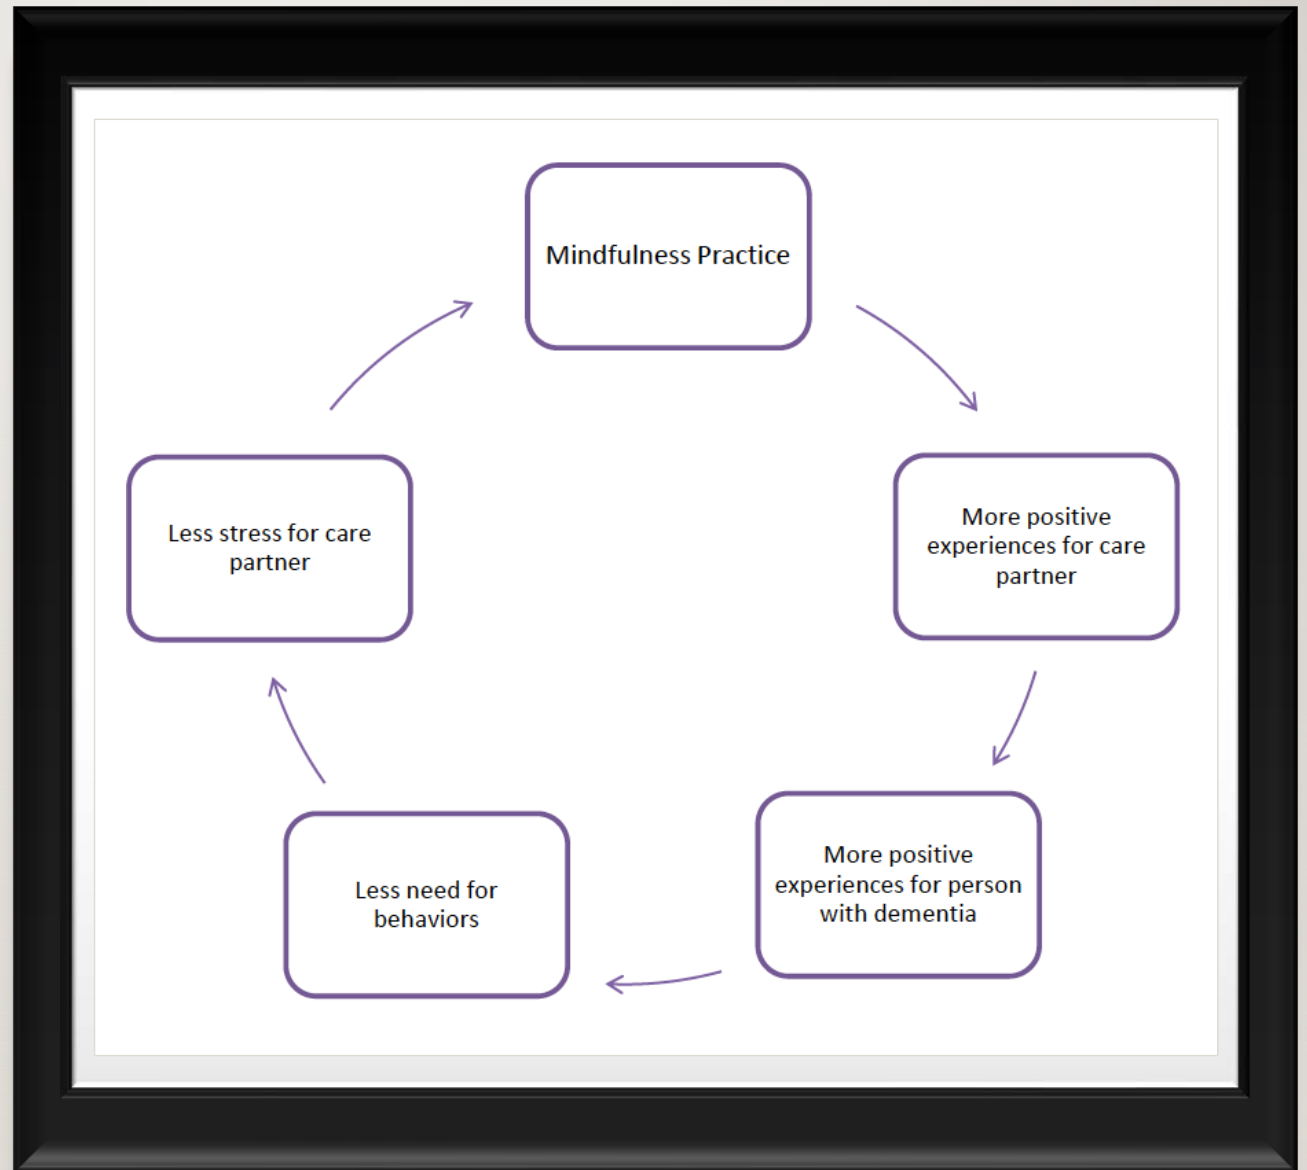 Mindfulness Practice
More positive
experiences for care
partner
More positive
experiences for person
with dementia
Less need for
behaviors
Less stress for care
partner